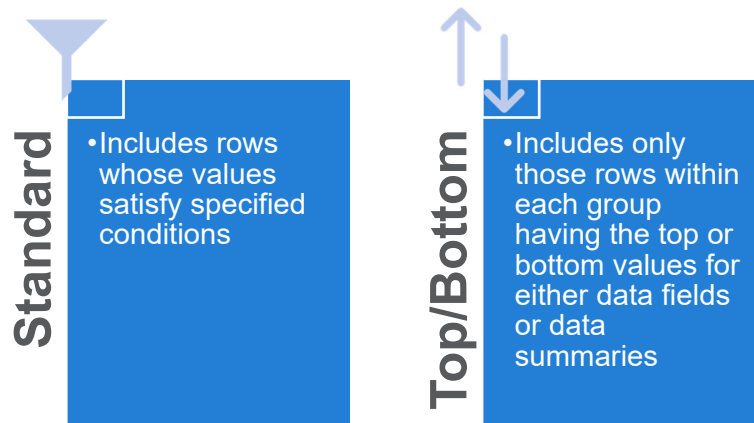 Standard
•Includes rows
whose values
satisfy specified
conditions
Top/Bottom
•Includes only
those rows within
each group
having the top or
bottom values for
either data fields
or data
summaries